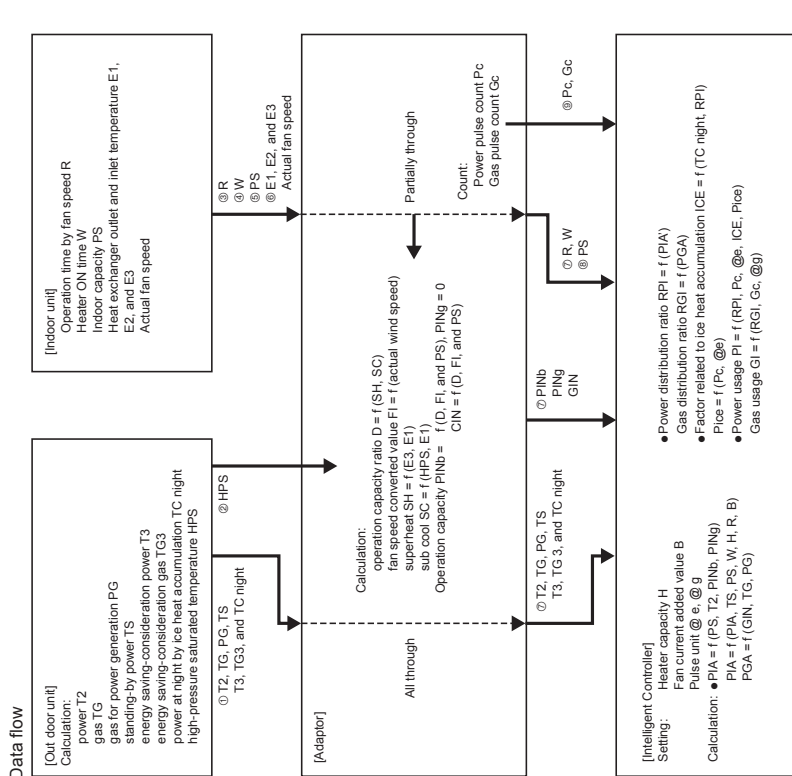 Data flow
[Out door unit]
Calculation:
power T2
gas TG
gas for power generation PG
standing-by power TS
energy saving-consideration power T3
energy saving-consideration gas TG3
power at night by ice heat accumulation TC night
high-pressure saturated temperature HPS
[Indoor unit]
Operation time by fan speed R
Heater ON time W
Indoor capacity PS
Heat exchanger outlet and inlet temperature E1,
E2, and E3
Actual fan speed
① T2, TG, PG, TS
T3, TG3, and TC night
② HPS
③ R
④ W
⑤ PS
⑥ E1, E2, and E3
Actual fan speed
[Adaptor]
All through
Calculation:
operation capacity ratio D = f (SH, SC)
fan speed converted value FI = f (actual wind speed)
superheat SH = f (E3, E1)
sub cool SC = f (HPS, E1)
Operation capacity PINb = f (D, FI, and PS), PINg = 0
CIN = f (D, FI, and PS)
Partially through
Count:
Power pulse count Pc
Gas pulse count Gc
⑦ T2, TG, PG, TS
T3, TG 3, and TC night
⑦ PINb
PINg
GIN
⑦ R, W
⑧ PS
⑨ Pc, Gc
[Intelligent Controller]
Setting: Heater capacity H
Fan current added value B
Pulse unit @ e, @ g
Calculation: ● PIA = f (PS, T2, PINb, PINg)
PIA = f (PIA, TS, PS, W, H, R, B)
PGA = f (GIN, TG, PG)
● Power distribution ratio RPI = f (PIA')
Gas distribution ratio RGI = f (PGA)
● Factor related to ice heat accumulation ICE = f (TC night, RPI)
Pice = f (Pc, @e)
● Power usage PI = f (RPI, Pc, @e, ICE, Pice)
Gas usage GI = f (RGI, Gc, @g)